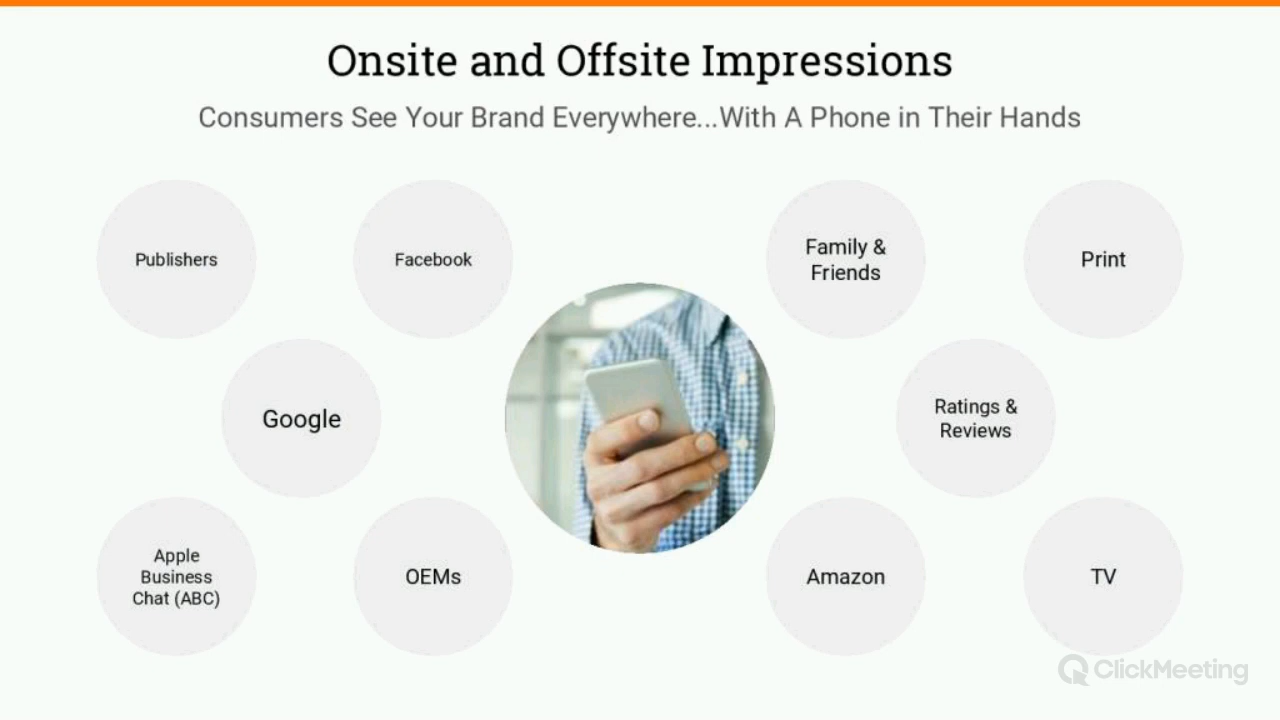 Onsite and Offsite Impressions
Consumers See Your Brand Everywhere...With A Phone in Their Hands
Publishers
Facebook
Family &
Friends
Print
Google
Ratings &
Reviews
Apple
Business
Chat (ABC)
OEMs
Amazon
TV
ClickMeeting